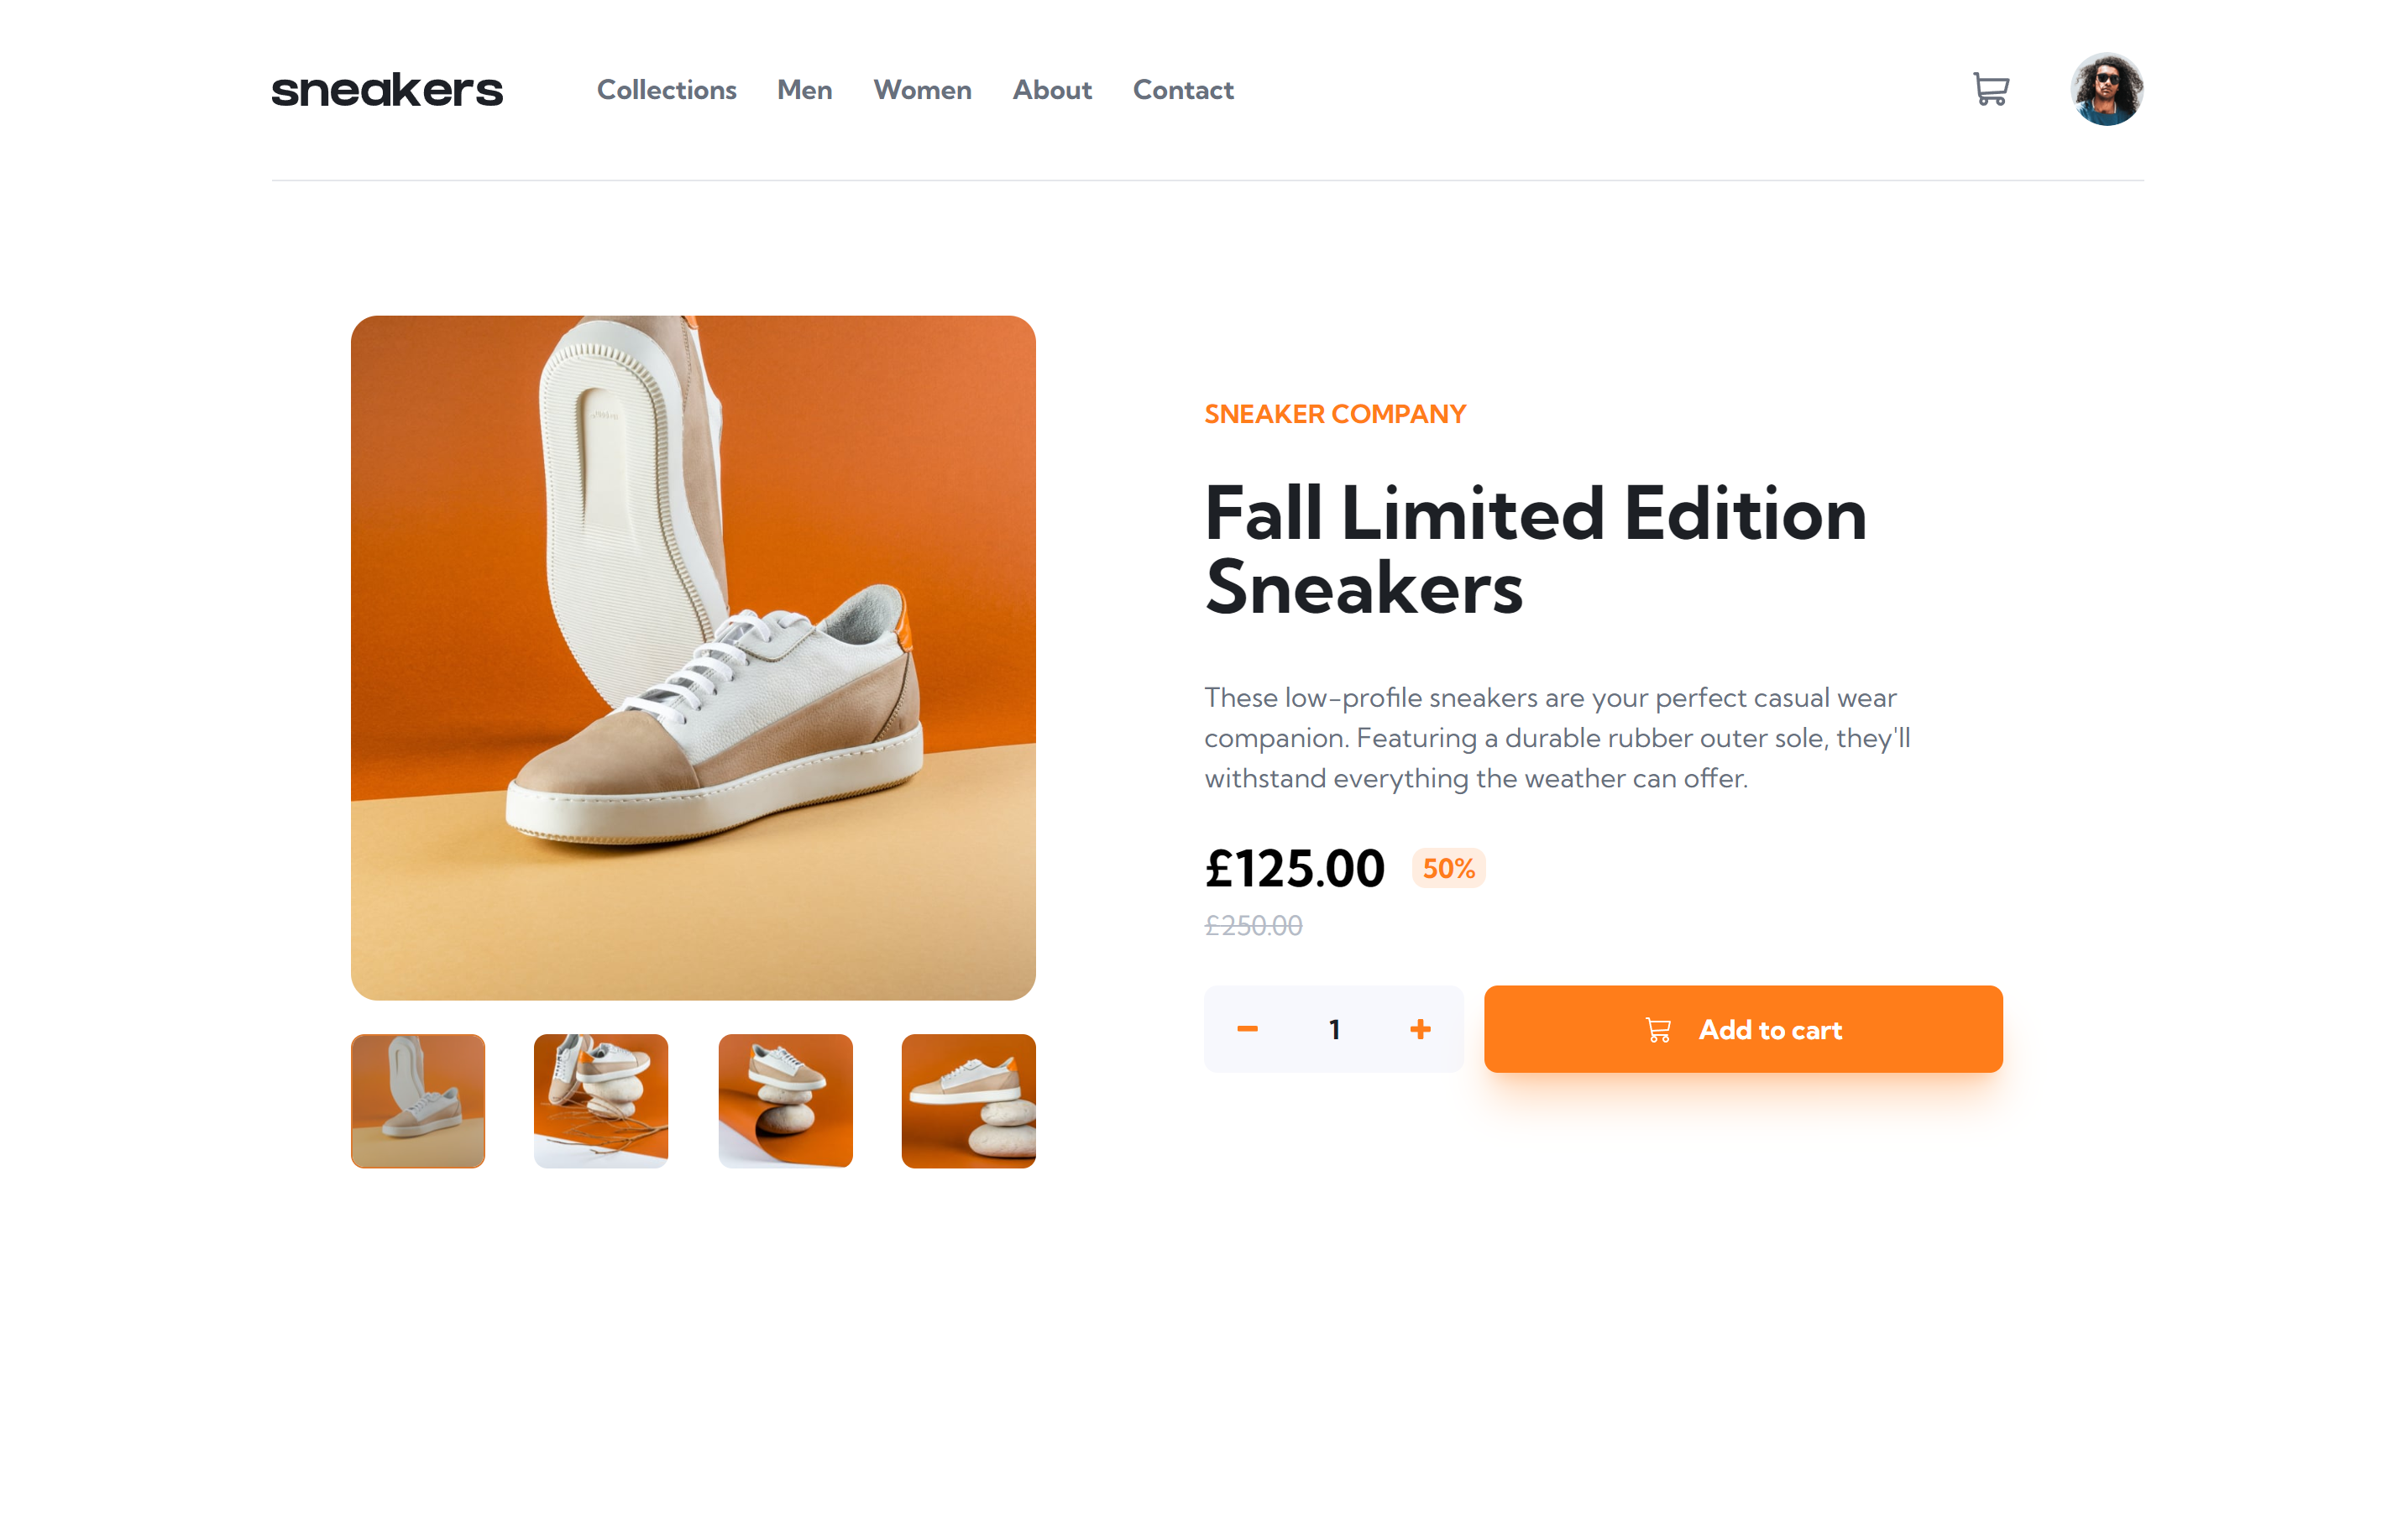 sneakers
Collections Men Women About Contact
SNEAKER COMPANY
Fall Limited Edition
Sneakers
These low-profile sneakers are your perfect casual wear
companion. Featuring a durable rubber outer sole, they'll
withstand everything the weather can offer.
£125.00 50%
£250.00
1
Add to cart